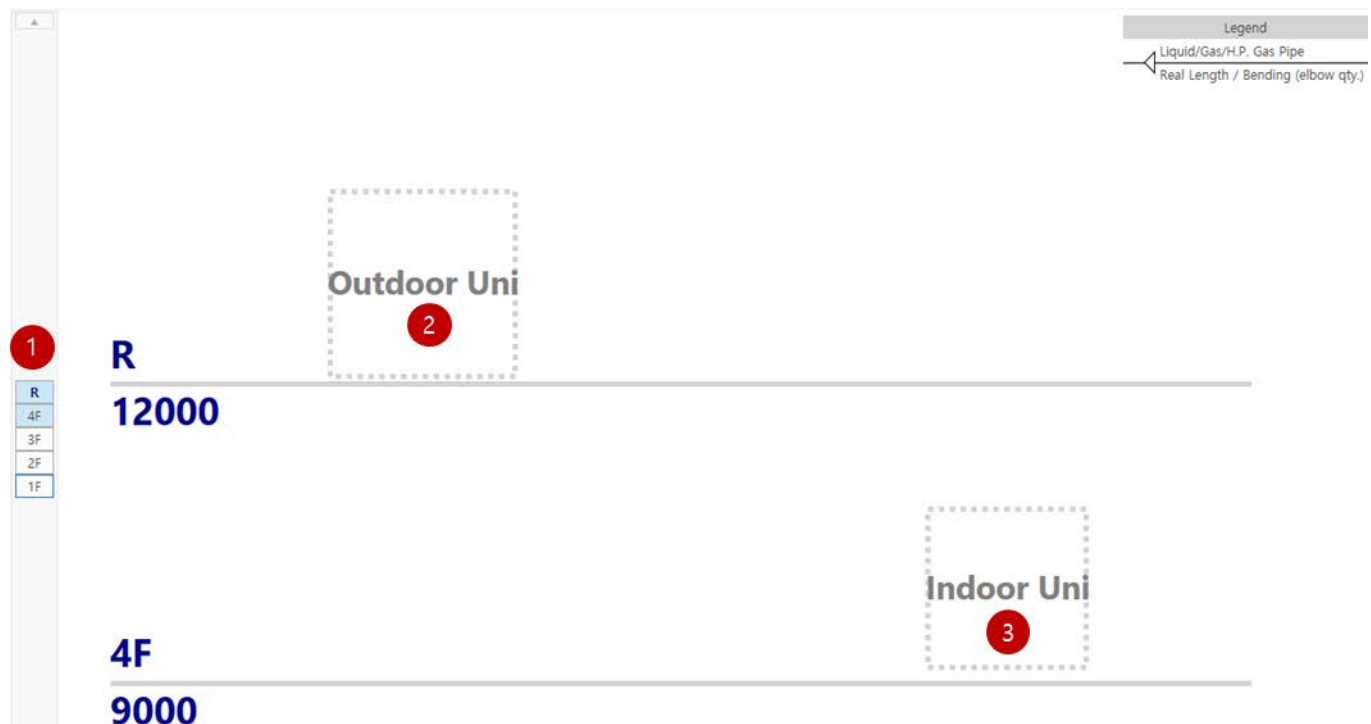 ▲
Legend
Liquid/Gas/H.P. Gas Pipe
Real Length / Bending (elbow qty.)
Outdoor Uni
2
1
R
12000
R
4F
3F
2F
1F
Indoor Uni
3
4F
9000